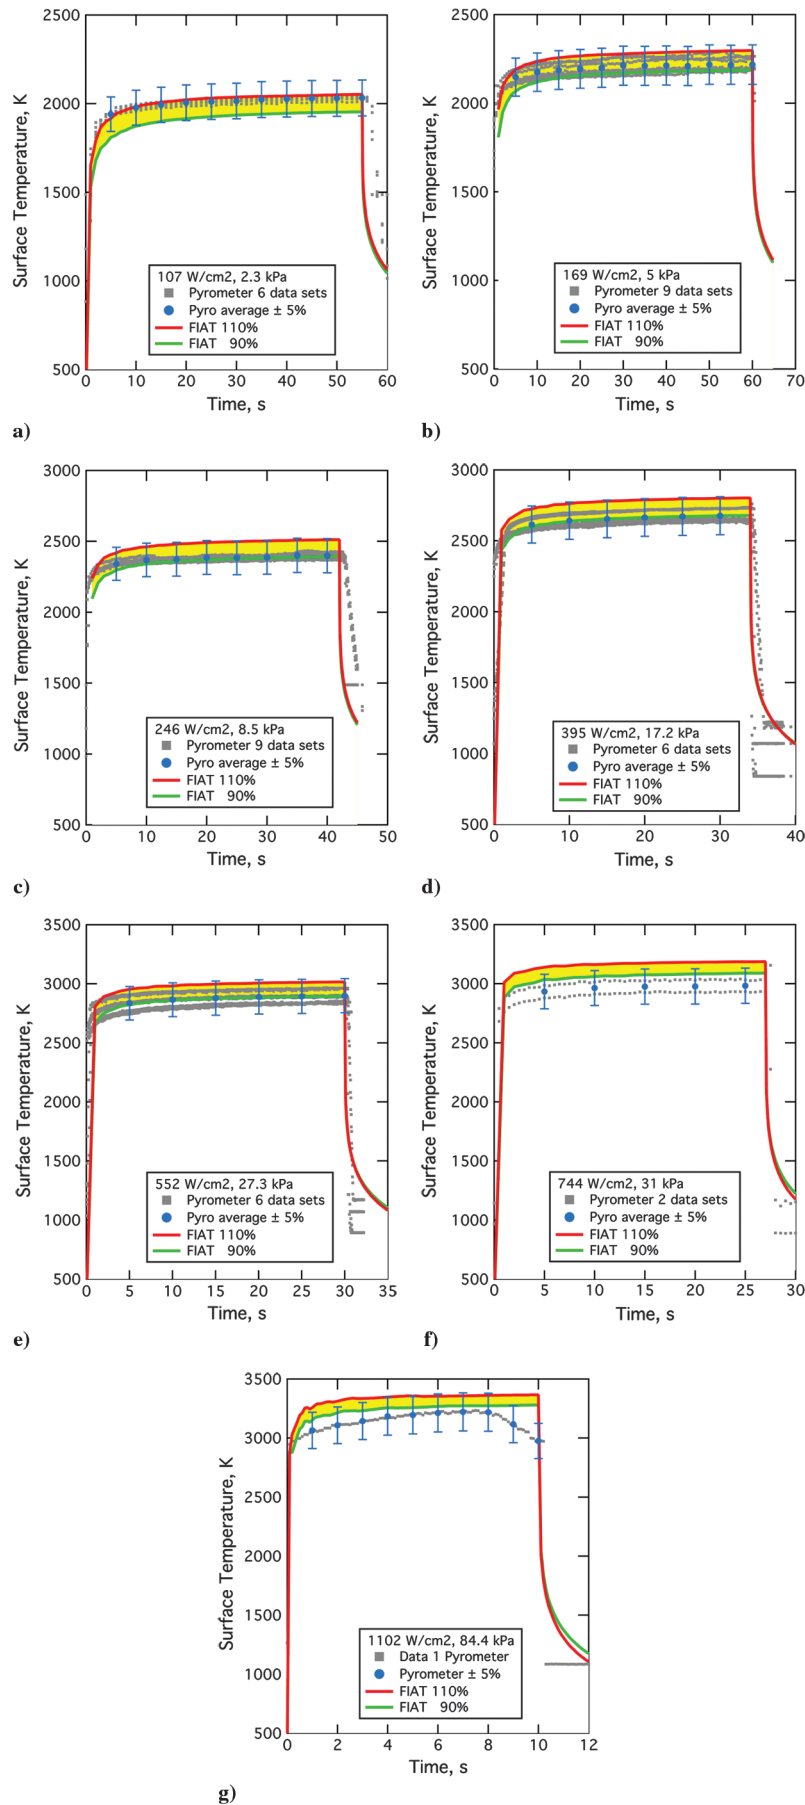 2500
2000
1500
1000
500
Surface Temperature, K
107 W/cm2, 2.3 kPa
Pyrometer 6 data sets
Pyro average ± 5%
FIAT 110%
FIAT 90%
0 10 20 30 40 50 60
Time, s
a)
2500
2000
1500
1000
500
Surface Temperature, K
169 W/cm2, 5 kPa
Pyrometer 9 data sets
Pyro average ± 5%
FIAT 110%
FIAT 90%
0 10 20 30 40 50 60 70
Time, s
b)
3000
2500
2000
1500
1000
500
Surface Temperature, K
246 W/cm2, 8.5 kPa
Pyrometer 9 data sets
Pyro average ± 5%
FIAT 110%
FIAT 90%
0 10 20 30 40 50
Time, s
c)
3000
2500
2000
1500
1000
500
Surface Temperature, K
395 W/cm2, 17.2 kPa
Pyrometer 6 data sets
Pyro average ± 5%
FIAT 110%
FIAT 90%
0 10 20 30 40
Time, s
d)
3500
3000
2500
2000
1500
1000
500
Surface Temperature, K
552 W/cm2, 27.3 kPa
Pyrometer 6 data sets
Pyro average ± 5%
FIAT 110%
FIAT 90%
0 5 10 15 20 25 30 35
Time, s
e)
3500
3000
2500
2000
1500
1000
500
Surface Temperature, K
744 W/cm2, 31 kPa
Pyrometer 2 data sets
Pyro average ± 5%
FIAT 110%
FIAT 90%
0 5 10 15 20 25 30
Time, s
f)
3500
3000
2500
2000
1500
1000
500
Surface Temperature, K
1102 W/cm2, 84.4 kPa
Data 1 Pyrometer
Pyrometer ± 5%
FIAT 110%
FIAT 90%
0 2 4 6 8 10 12
Time, s
g)